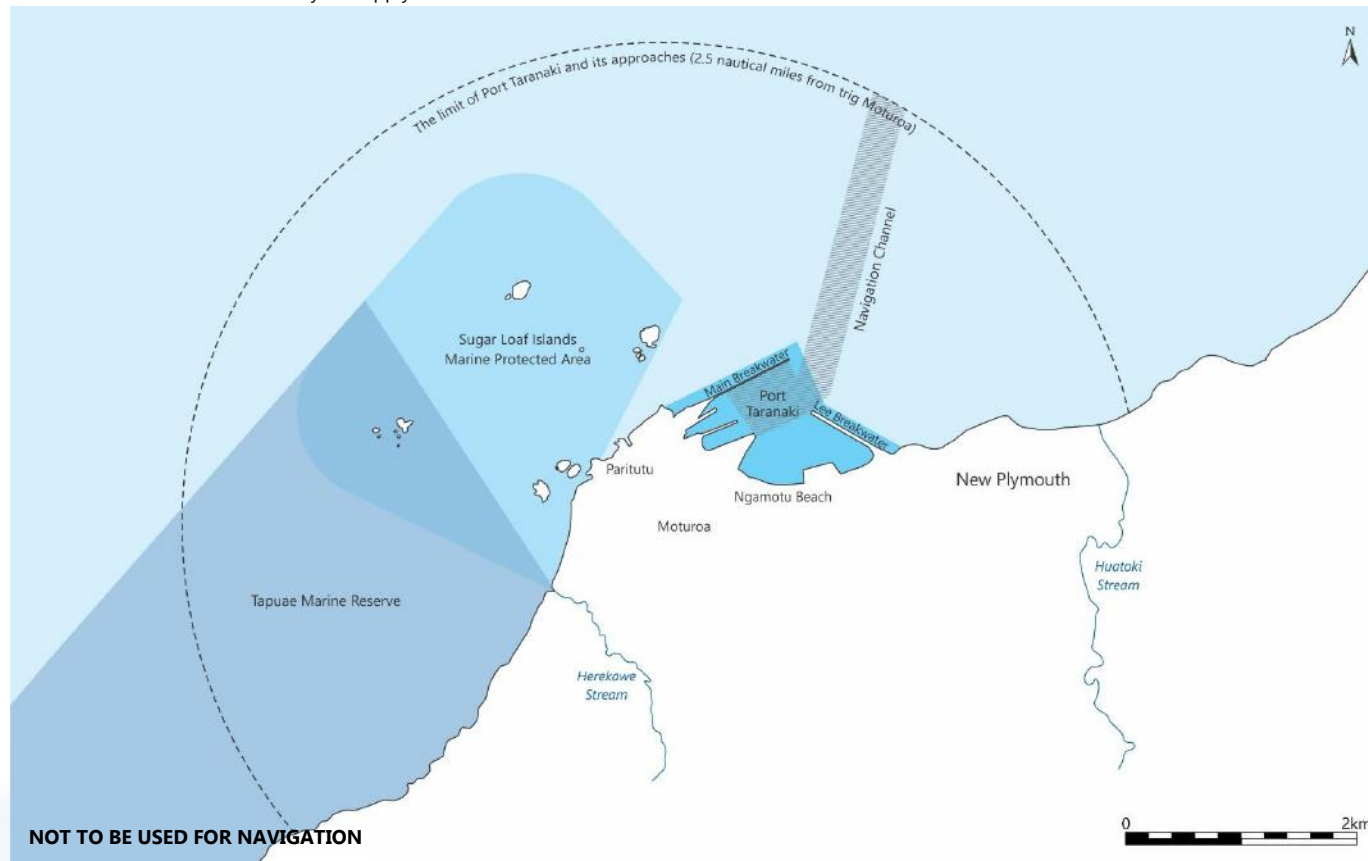 N
The limit of Port Taranaki and its approaches (2.5 nautical miles from trig Moturoa)
Navigation Channel
Sugar Loaf Islands
Marine Protected Area
Main Breakwater
Port
Taranaki
Lee Breakwater
Paritutu
Ngamotu Beach
New Plymouth
Moturoa
Huatoki
Stream
Tapuae Marine Reserve
Herekawe
Stream
0 2km
NOT TO BE USED FOR NAVIGATION